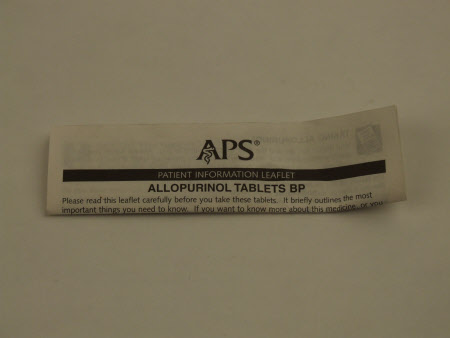 APS®
PATIENT INFORMATION LEAFLET
ALLOPURINOL TABLETS BP
Please read this leaflet carefully before you take these tablets. It briefly outlines the most
important things you need to know. If you want to know more about this medicine, or you